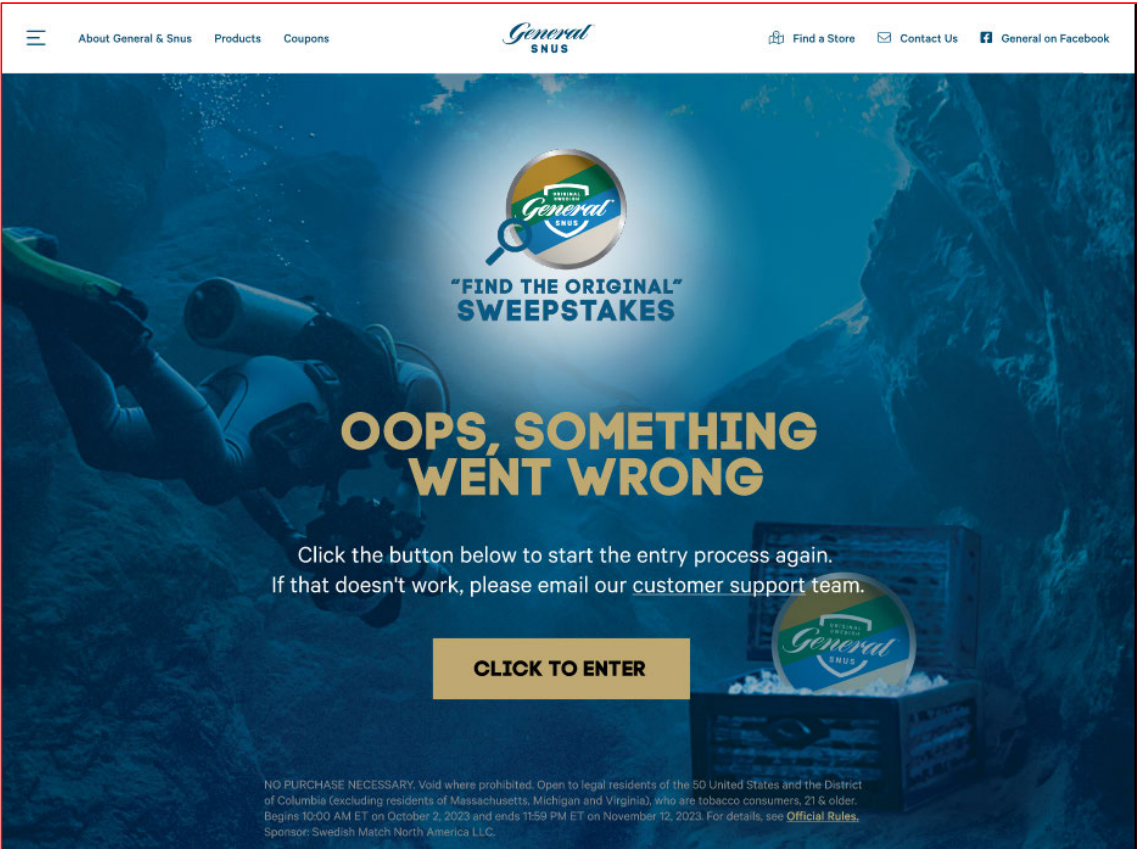 About General & Snus
Products
Coupons
General
SNUS
Find a Store
Contact Us
General on Facebook
ORIGINAL
SWEDISH
General
SNUS
"FIND THE ORIGINAL"
SWEEPSTAKES
OOPS, SOMETHING
WENT WRONG
Click the button below to start the entry process again.
If that doesn't work, please email our customer support team.
ORIGINAL
SWEDISH
General
SNUS
CLICK TO ENTER
NO PURCHASE NECESSARY. Void where prohibited. Open to legal residents of the 50 United States and the District
of Columbia (excluding residents of Massachusetts, Michigan and Virginia), who are tobacco consumers, 21 & older.
Begins 10:00 AM ET on October 2, 2023 and ends 11:59 PM ET on November 12, 2023. For details, see Official Rules.
Sponsor: Swedish Match North America LLC.